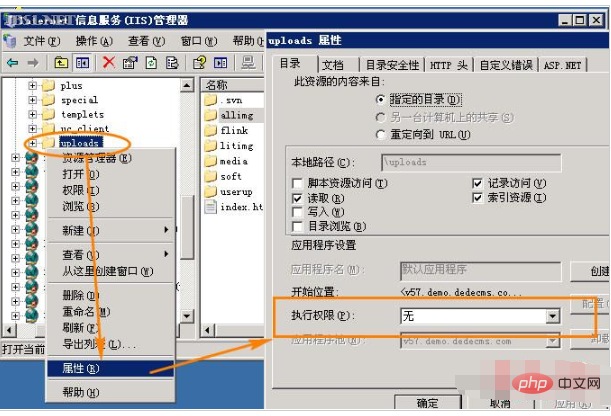 Internet 信息服务(IIS)管理器
文件(F) 操作(A) 查看(V) 窗口(W) 帮助(H
plus
special
templets
uc_client
uploads
资源管理器(E)
打开(O)
权限(I)
浏览(B)
新建(N)
查看(V)
从这里创建窗口(W)
删除(D)
重命名(M)
刷新(F)
导出列表(L)...
属性(R)
帮助(H)
打开当前
名称
.svn
allimg
flink
liting
media
soft
userup
index.ht
uploads 属性
目录 文档 目录安全性 HTTP 头 自定义错误 ASP.NET
此资源的内容来自:
指定的目录(D)
另一台计算机上的共享(S)
重定向到 URL(U)
本地路径(C): \uploads
脚本资源访问(T) 记录访问(V)
读取(R) 索引资源(I)
写入(W)
目录浏览(B)
应用程序设置
应用程序名(M): 默认应用程序 创建
开始位置: <v57.demo.dedecms.co...
执行权限(P): 无 配置(
应用程序池(N): v57.demo.dedecms.com 卸载
确定 取消 应用(A)
php 中文网